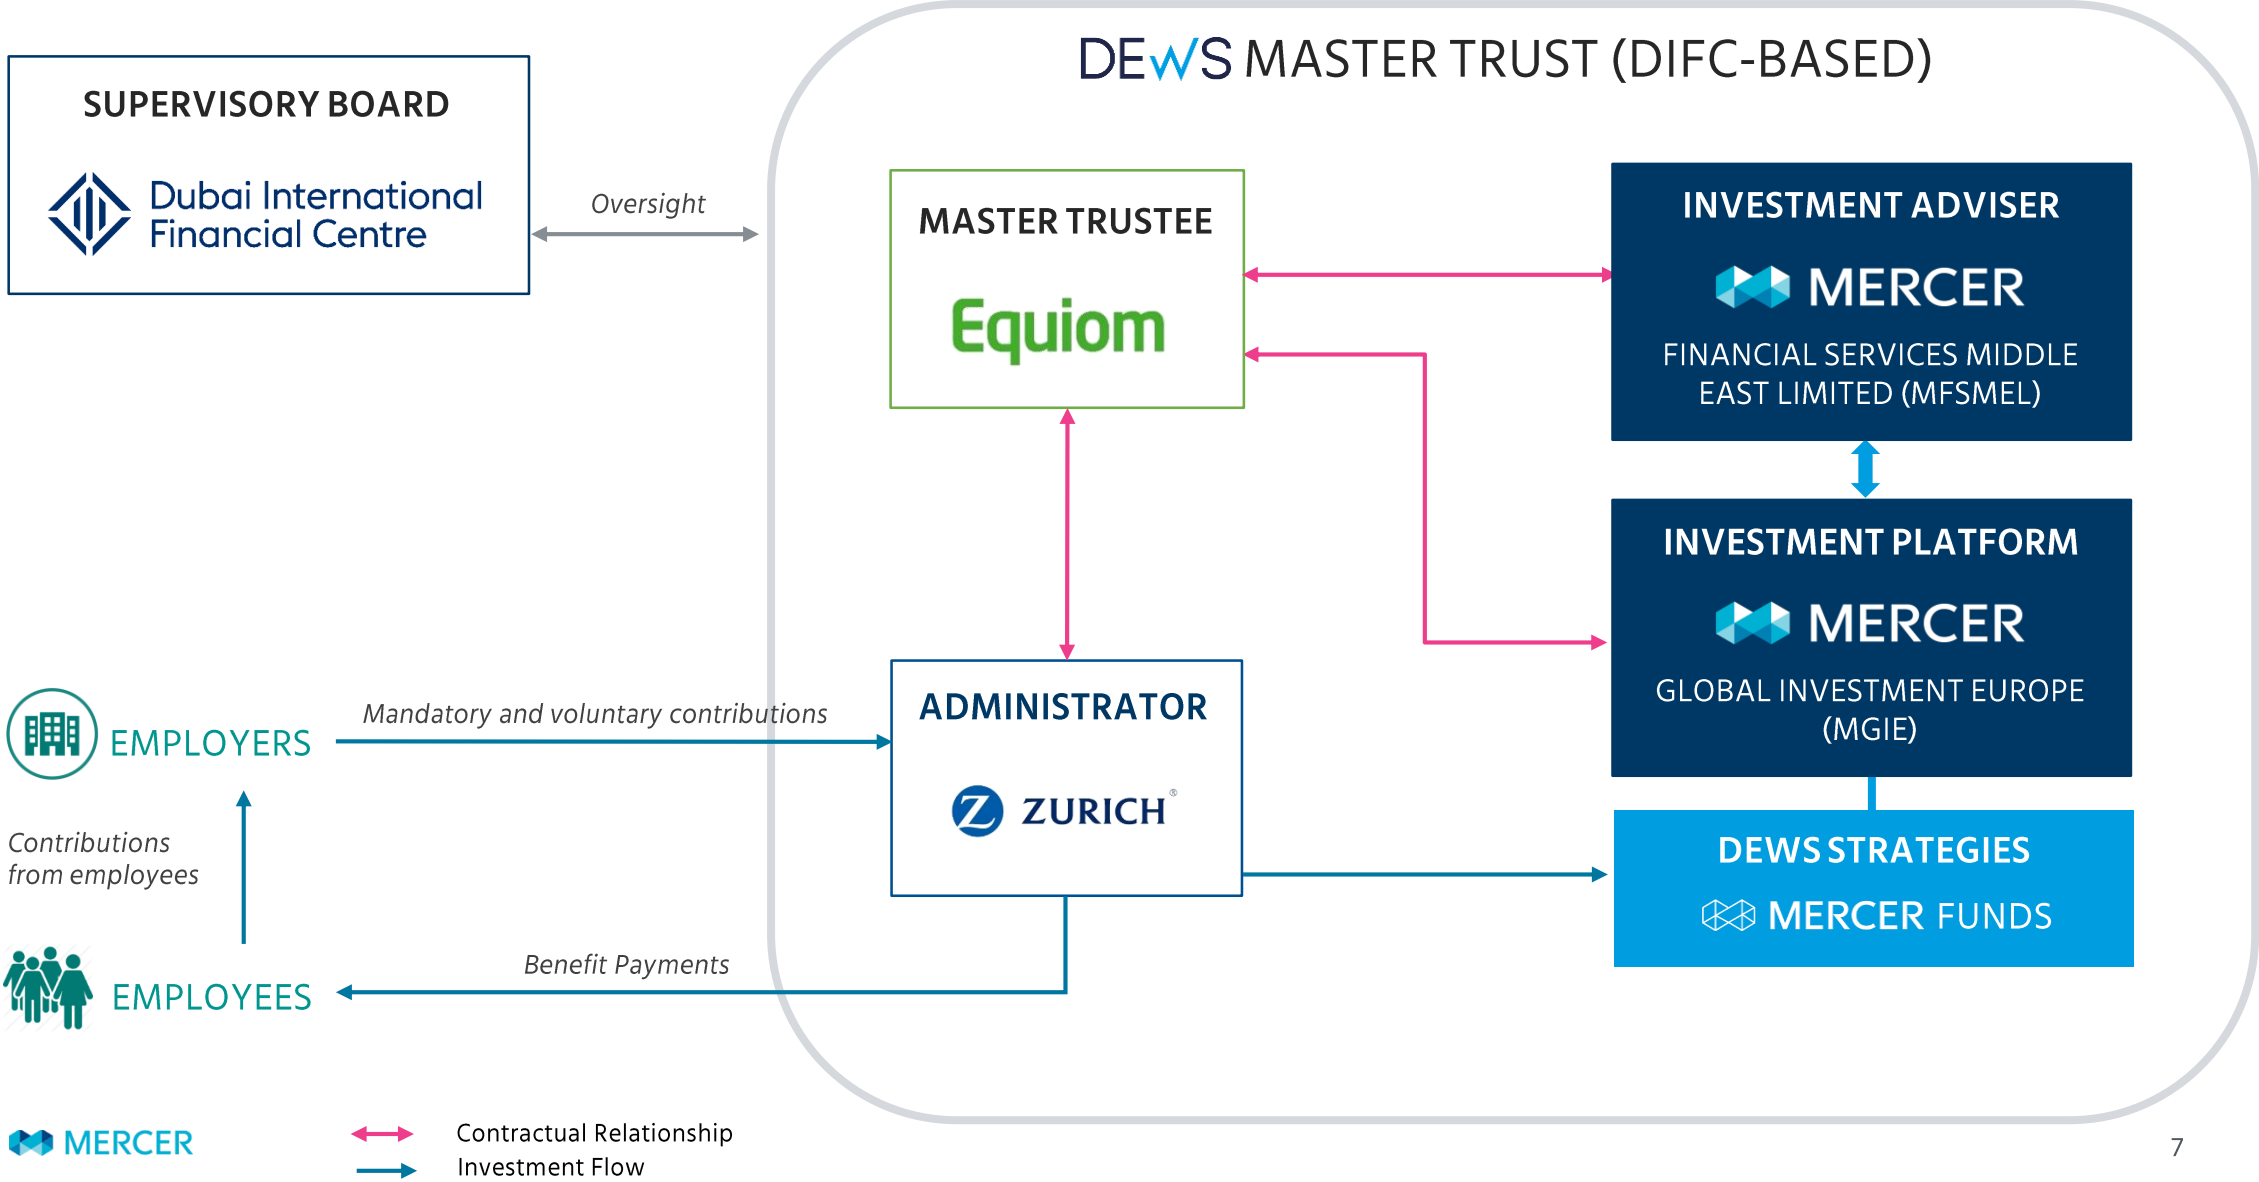 DEWS MASTER TRUST (DIFC-BASED)
SUPERVISORY BOARD
Dubai International
Financial Centre
Oversight
MASTER TRUSTEE
Equiom
INVESTMENT ADVISER
MERCER
FINANCIAL SERVICES MIDDLE
EAST LIMITED (MFSMEL)
INVESTMENT PLATFORM
MERCER
GLOBAL INVESTMENT EUROPE
(MGIE)
EMPLOYERS
Mandatory and voluntary contributions
ADMINISTRATOR
Z ZURICH®
Contributions
from employees
DEWS STRATEGIES
MERCER FUNDS
EMPLOYEES
Benefit Payments
MERCER
Contractual Relationship
Investment Flow
7